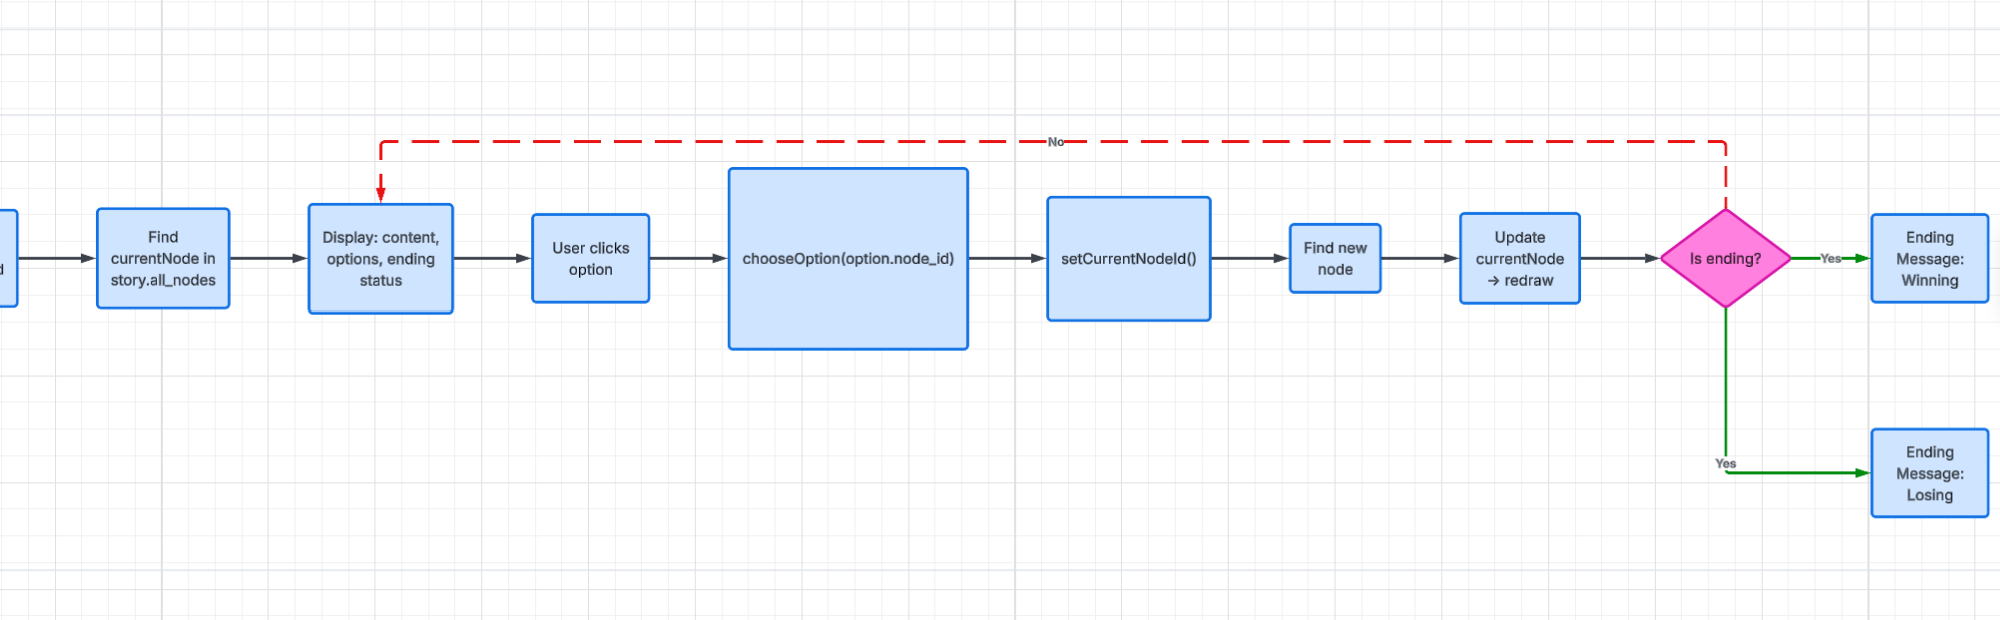 No
d
Find
currentNode in
story.all_nodes
Display: content,
options, ending
status
User clicks
option
chooseOption(option.node_id)
setCurrentNodeId()
Find new
node
Update
currentNode
→ redraw
Is ending?
Yes
Ending
Message:
Winning
Yes
Ending
Message:
Losing